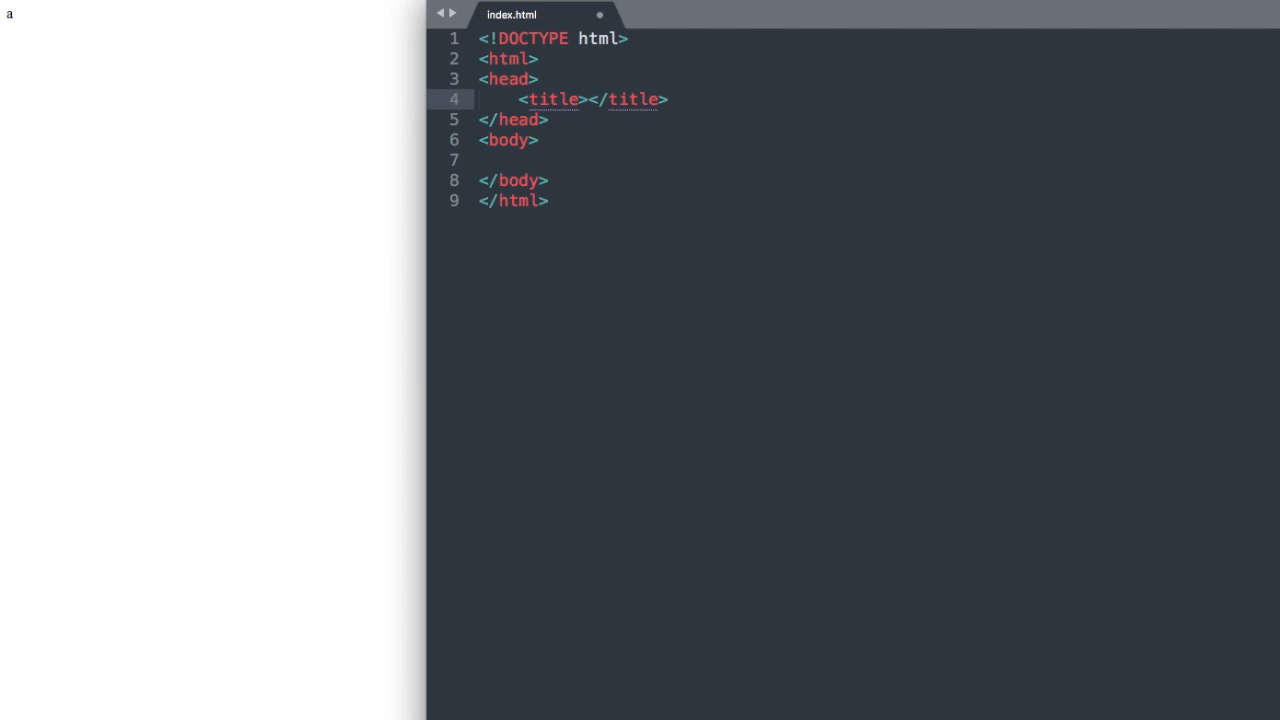 a
index.html
1 <!DOCTYPE html>
2 <html>
3 <head>
4     <title></title>
5 </head>
6 <body>
7
8 </body>
9 </html>